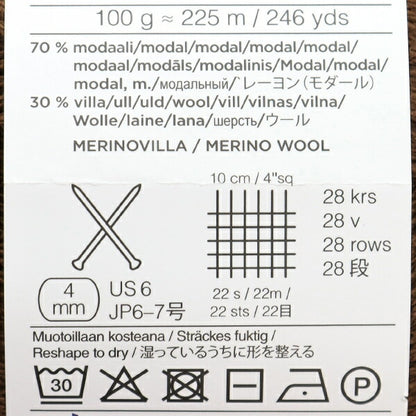 100 g ≈ 225 m / 246 yds
70 % modaali/modal/modal/modal/modal/
modaal/modāls/modalinis/Modal/modal/
modal, m./модальный/レーヨン(モダール)
30 % villa/ull/uld/wool/vill/vilnas/vilna/
Wolle/laine/lana/шерсть/ウール
MERINOVILLA / MERINO WOOL
10 cm / 4"sq
28 krs
28 v
28 rows
28 段
4
mm
US 6
JP6–7号
22 s / 22m /
22 sts / 22目
Muotoillaan kosteana / Sträckes fuktig /
Reshape to dry / 湿っているうちに形を整える
30
P